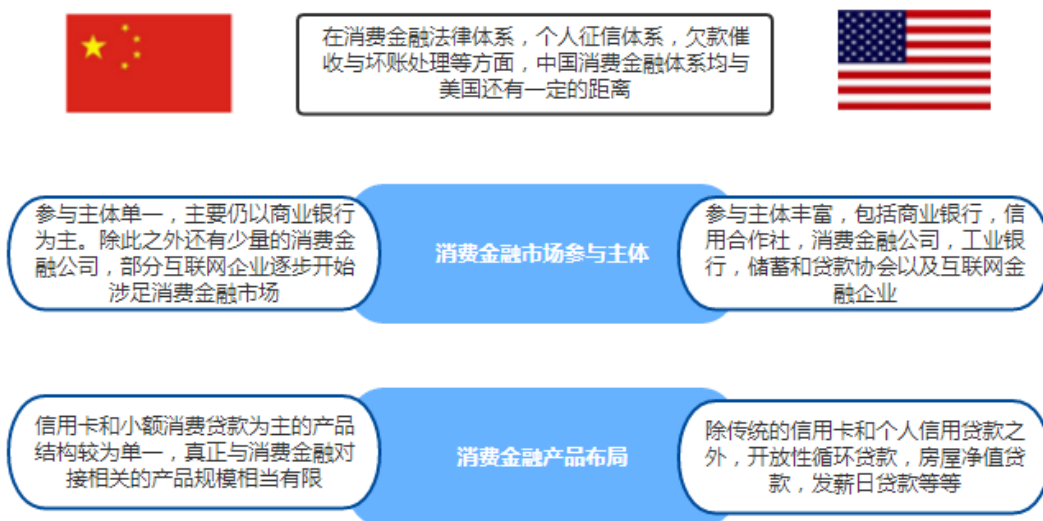 在消费金融法律体系，个人征信体系，欠款催
收与坏账处理等方面，中国消费金融体系均与
美国还有一定的距离
参与主体单一，主要仍以商业银行
为主。除此之外还有少量的消费金
融公司，部分互联网企业逐步开始
涉足消费金融市场
消费金融市场参与主体
参与主体丰富，包括商业银行，信
用合作社，消费金融公司，工业银
行，储蓄和贷款协会以及互联网金
融企业
信用卡和小额消费贷款为主的产品
结构较为单一，真正与消费金融对
接相关的产品规模相当有限
消费金融产品布局
除传统的信用卡和个人信用贷款之
外，开放性循环贷款，房屋净值贷
款，发薪日贷款等等